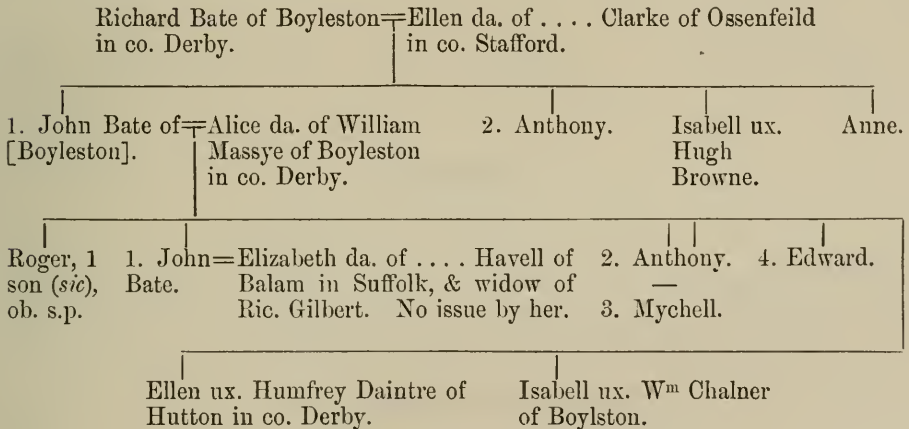 Richard Bate of Boyleston=Ellen da. of . . . . Clarke of Ossenfeild
in co. Derby. in co. Stafford.
1. John Bate of=Alice da. of William 2. Anthony. Isabell ux. Anne.
[Boyleston]. Massye of Boyleston Hugh
in co. Derby. Browne.
Roger, 1 1. John=Elizabeth da. of . . . . Havell of 2. Anthony. 4. Edward.
son (sic), Bate. Balam in Suffolk, & widow of —
ob. s.p. Ric. Gilbert. No issue by her. 3. Mychell.
Ellen ux. Humfrey Daintre of Isabell ux. Wᵐ Chalner
Hutton in co. Derby. of Boylston.